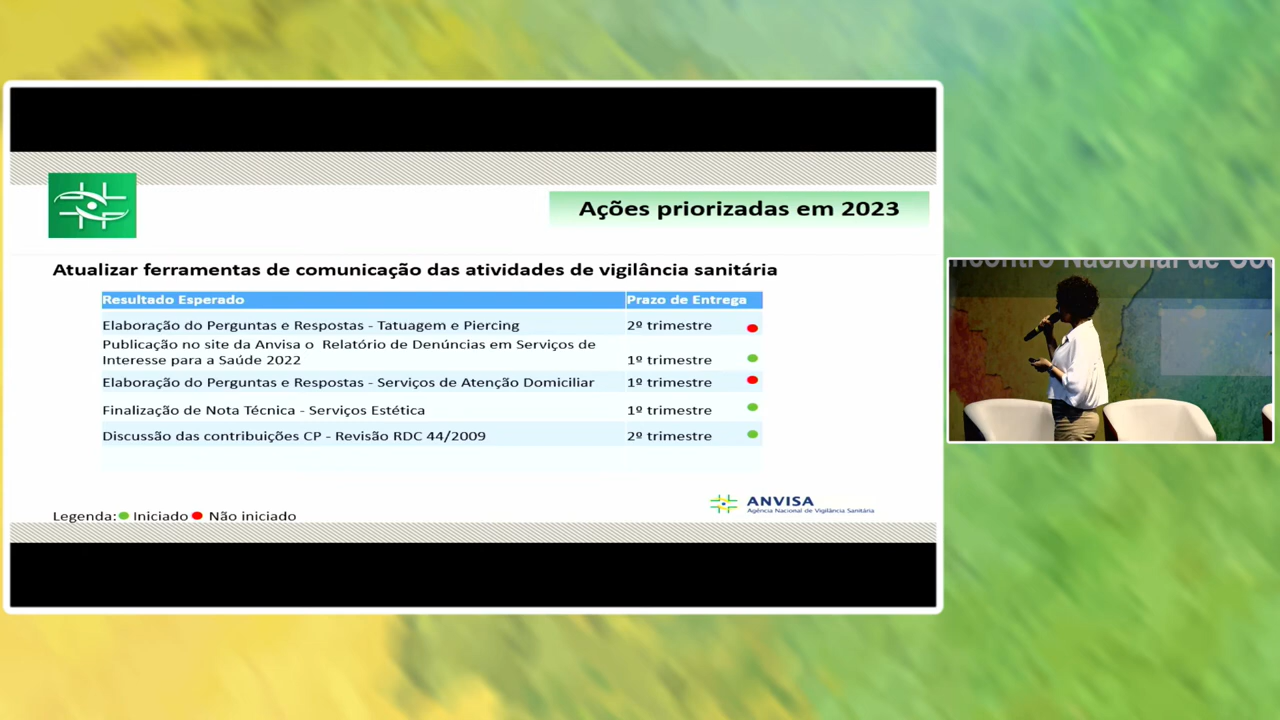 Ações priorizadas em 2023
Atualizar ferramentas de comunicação das atividades de vigilância sanitária
Resultado Esperado Prazo de Entrega
Elaboração do Perguntas e Respostas - Tatuagem e Piercing 2º trimestre
Publicação no site da Anvisa o Relatório de Denúncias em Serviços de
Interesse para a Saúde 2022 1º trimestre
Elaboração do Perguntas e Respostas - Serviços de Atenção Domiciliar 1º trimestre
Finalização de Nota Técnica - Serviços Estética 1º trimestre
Discussão das contribuições CP - Revisão RDC 44/2009 2º trimestre
ANVISA
Agência Nacional de Vigilância Sanitária
Legenda: Iniciado Não iniciado
Nacional de